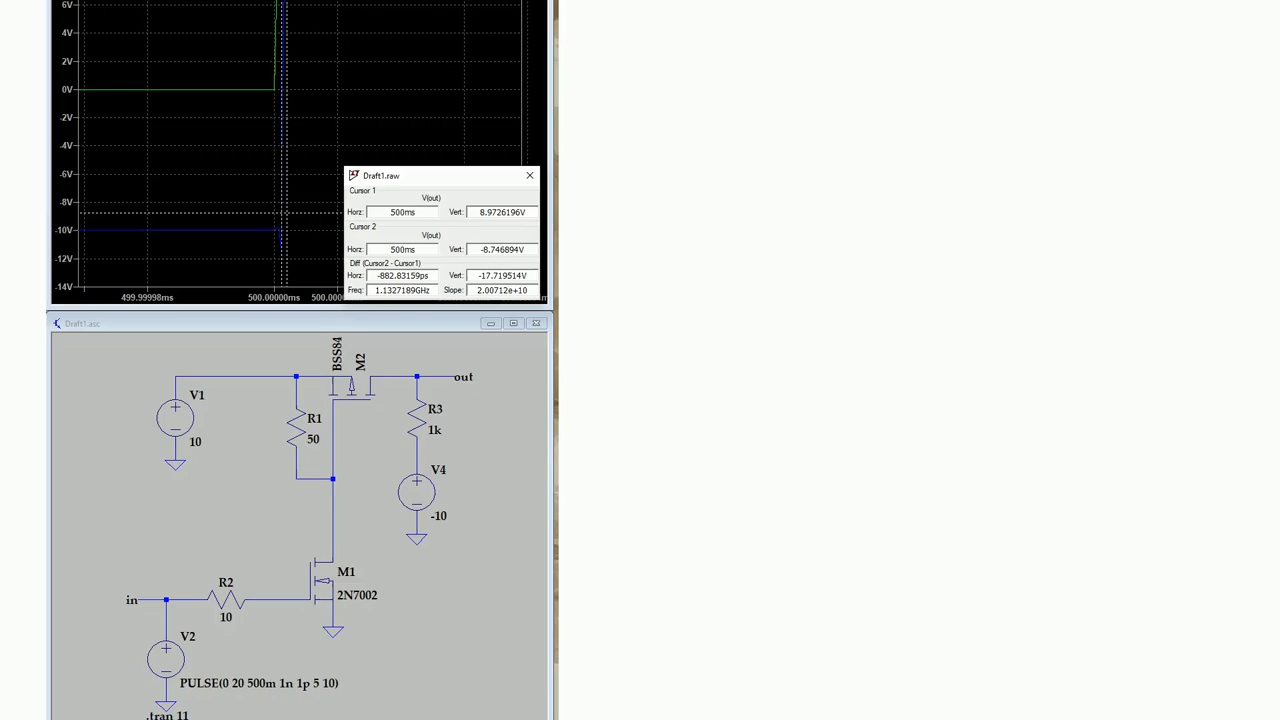 6V
4V
2V
0V
-2V
-4V
-6V
-8V
-10V
-12V
-14V
499.99998ms
500.00000ms
Draft1.raw
Cursor 1
V(out)
Horz: 500ms Vert: 8.9726196V
Cursor 2
V(out)
Horz: 500ms Vert: -8.746894V
Diff (Cursor2 - Cursor1)
Horz: -882.83159ps Vert: -17.719514V
Freq: 1.1327189GHz Slope: 2.00712e+10
Draft1.asc
BSS84
M2
out
V1
10
R1
50
R3
1k
V4
-10
M1
2N7002
in
R2
10
V2
PULSE(0 20 500m 1n 1p 5 10)
.tran 11